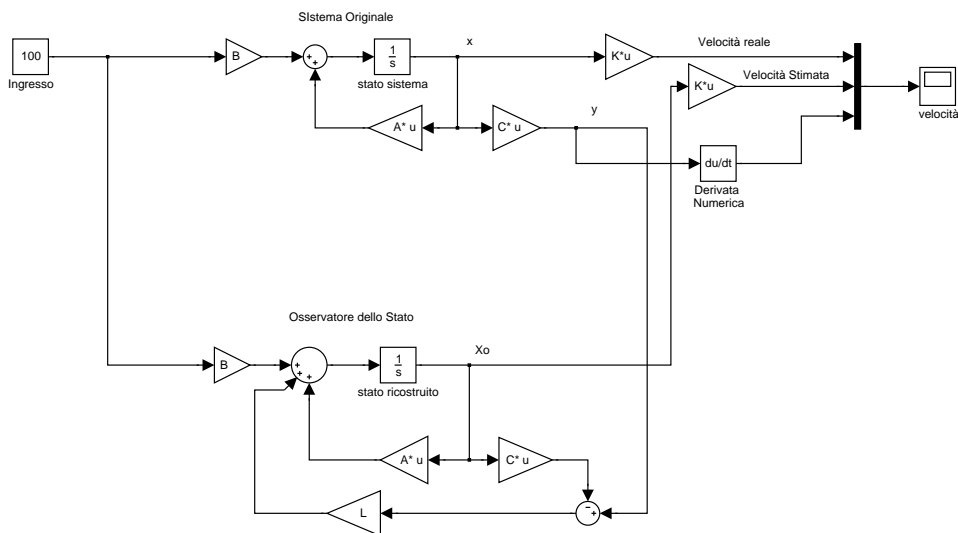 SIstema Originale
100
Ingresso
B
+
+
1
s
stato sistema
x
K*u
Velocità reale
K*u
Velocità Stimata
velocità
A* u
C* u
y
du/dt
Derivata
Numerica
Osservatore dello Stato
B
+
+
+
1
s
stato ricostruito
Xo
A* u
C* u
L
−
+